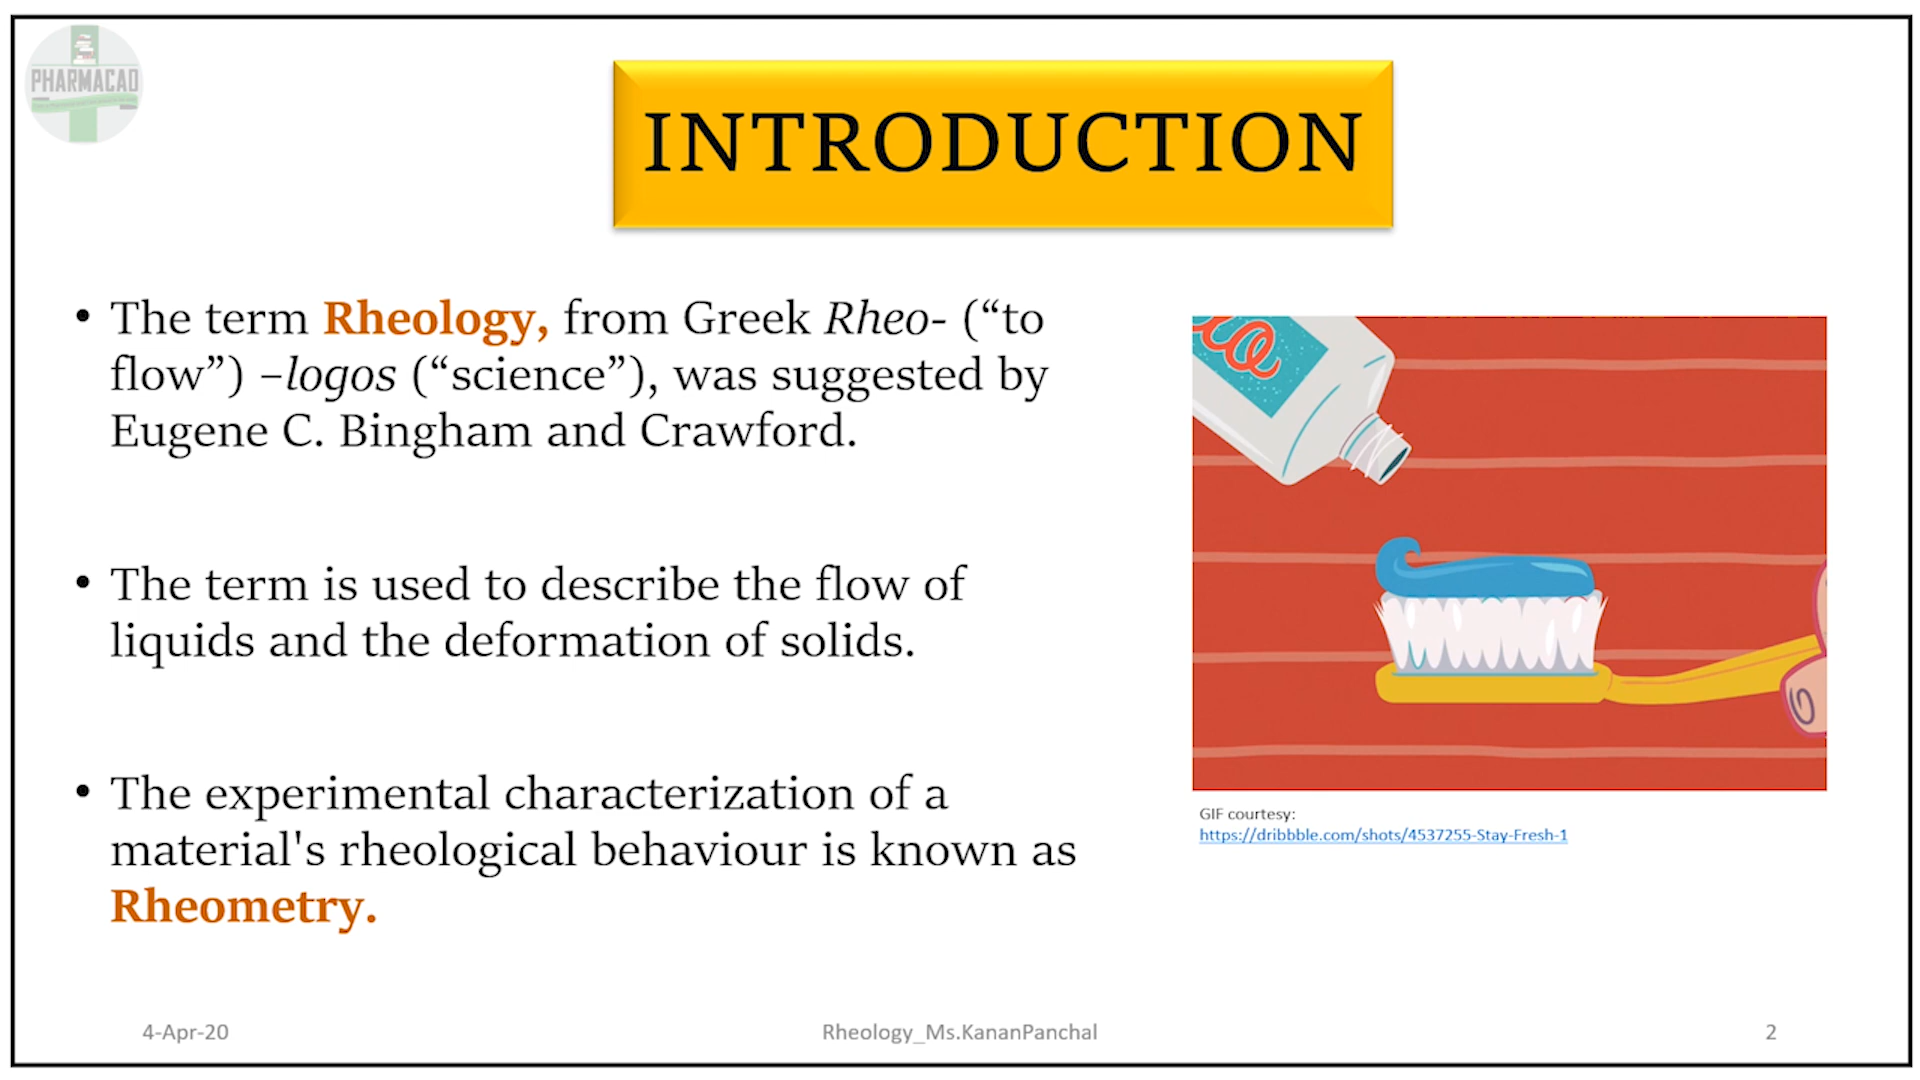 PHARMACAD
INTRODUCTION
• The term Rheology, from Greek Rheo- (“to
flow”) –logos (“science”), was suggested by
Eugene C. Bingham and Crawford.
• The term is used to describe the flow of
liquids and the deformation of solids.
• The experimental characterization of a
material's rheological behaviour is known as
Rheometry.
GIF courtesy:
https://dribbble.com/shots/4537255-Stay-Fresh-1
4-Apr-20
Rheology_Ms.KananPanchal
2